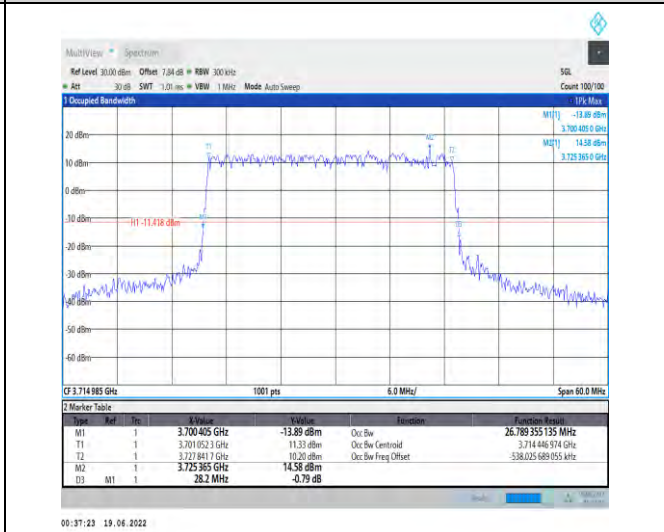 MultiView Spectrum
Ref Level 30.00 dBm Offset 7.84 dB RBW 300 kHz SGL
Att 30 dB SWT 1.01 ms VBW 1 MHz Mode Auto Sweep Count 100/100
1 Occupied Bandwidth 1Pk Max
M1[1] -13.89 dBm
3.700 405 0 GHz
20 dBm M2[1] 14.58 dBm
3.725 365 0 GHz
T1 M2 T2
10 dBm
0 dBm
-10 dBm
H1 -11.418 dBm
-20 dBm
-30 dBm
-40 dBm
-50 dBm
-60 dBm
CF 3.714 985 GHz 1001 pts 6.0 MHz/ Span 60.0 MHz
2 Marker Table
Type Ref Trc X-Value Y-Value Function Function Result
M1 1 3.700 405 GHz -13.89 dBm Occ Bw 26.789 355 135 MHz
T1 1 3.701 052 3 GHz 11.33 dBm Occ Bw Centroid 3.714 446 974 GHz
T2 1 3.727 841 7 GHz 10.20 dBm Occ Bw Freq Offset -538.025 689 055 kHz
M2 1 3.725 365 GHz 14.58 dBm
D3 M1 1 28.2 MHz -0.79 dB
00:37:23 19.06.2022